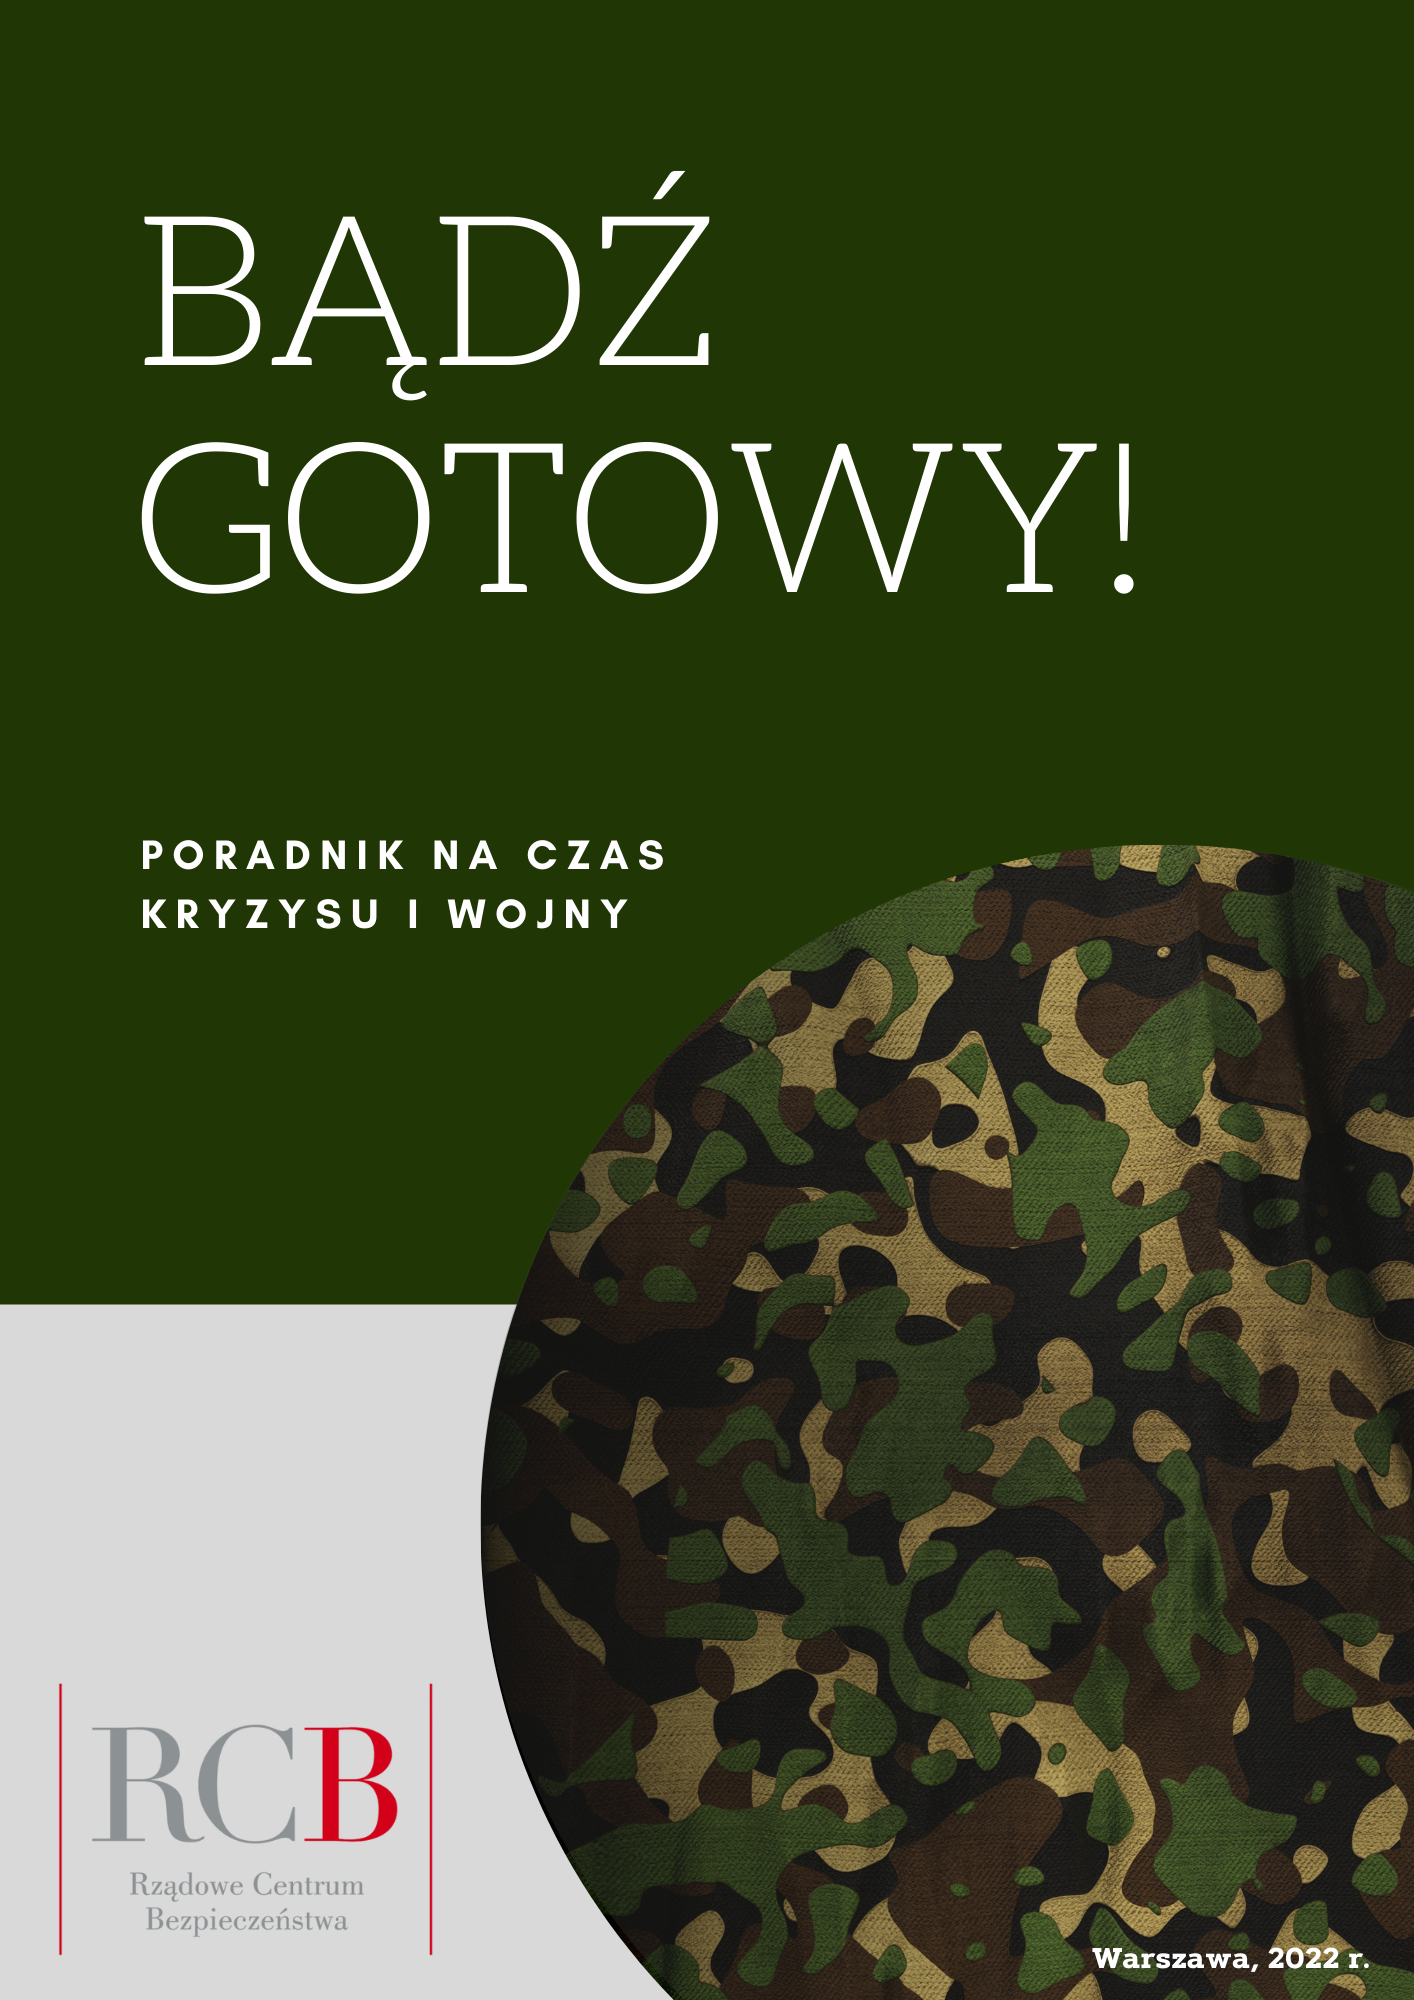 BĄDŹ
GOTOWY!
PORADNIK NA CZAS
KRYZYSU I WOJNY
RCB
Rządowe Centrum
Bezpieczeństwa
Warszawa, 2022 r.